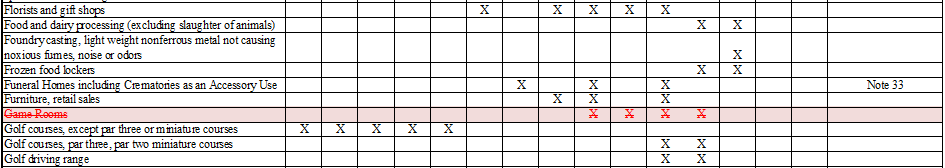 Florists and gift shops X X X X X
Food and dairy processing (excluding slaughter of animals) X X
Foundry casting, light weight nonferrous metal not causing
noxious fumes, noise or odors X
Frozen food lockers X X
Funeral Homes including Crematories as an Accessory Use X X X Note 33
Furniture, retail sales X X X
Game Rooms X X X X
Golf courses, except par three or miniature courses X X X X X
Golf courses, par three, par two miniature courses X X
Golf driving range X X